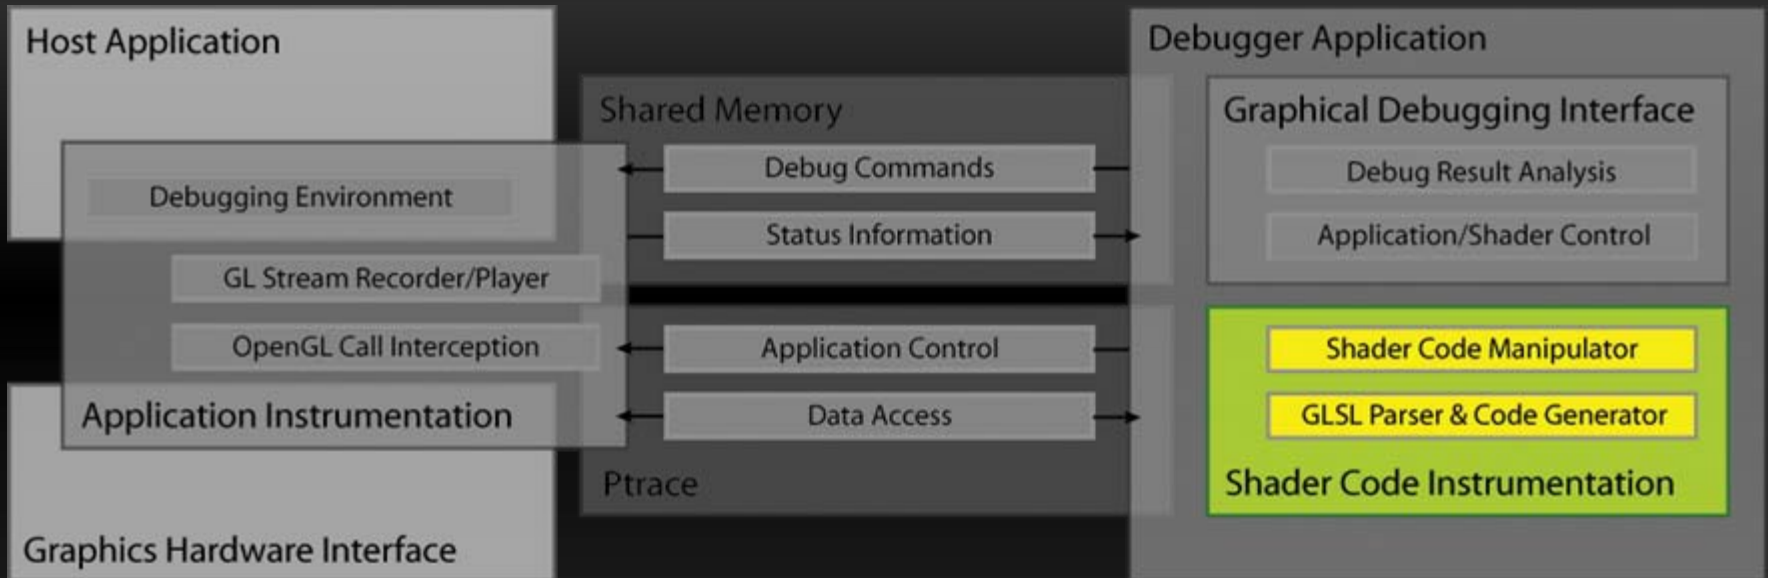 Host Application
Debugging Environment
GL Stream Recorder/Player
OpenGL Call Interception
Application Instrumentation
Graphics Hardware Interface
Shared Memory
Debug Commands
Status Information
Application Control
Data Access
Ptrace
Debugger Application
Graphical Debugging Interface
Debug Result Analysis
Application/Shader Control
Shader Code Manipulator
GLSL Parser & Code Generator
Shader Code Instrumentation